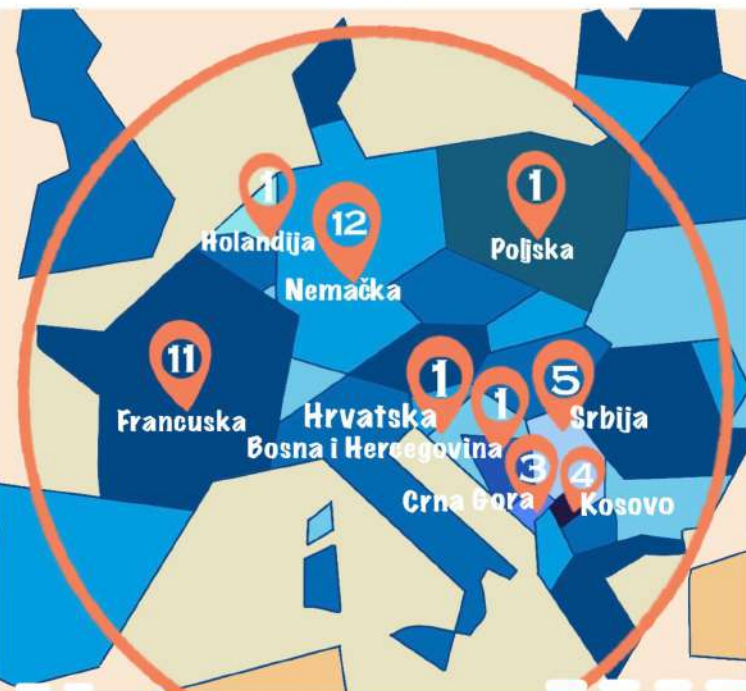 1
Holandija
12
Nemačka
1
Poljska
11
Francuska
1
Hrvatska
1
Bosna i Hercegovina
5
Srbija
3
Crna Gora
4
Kosovo